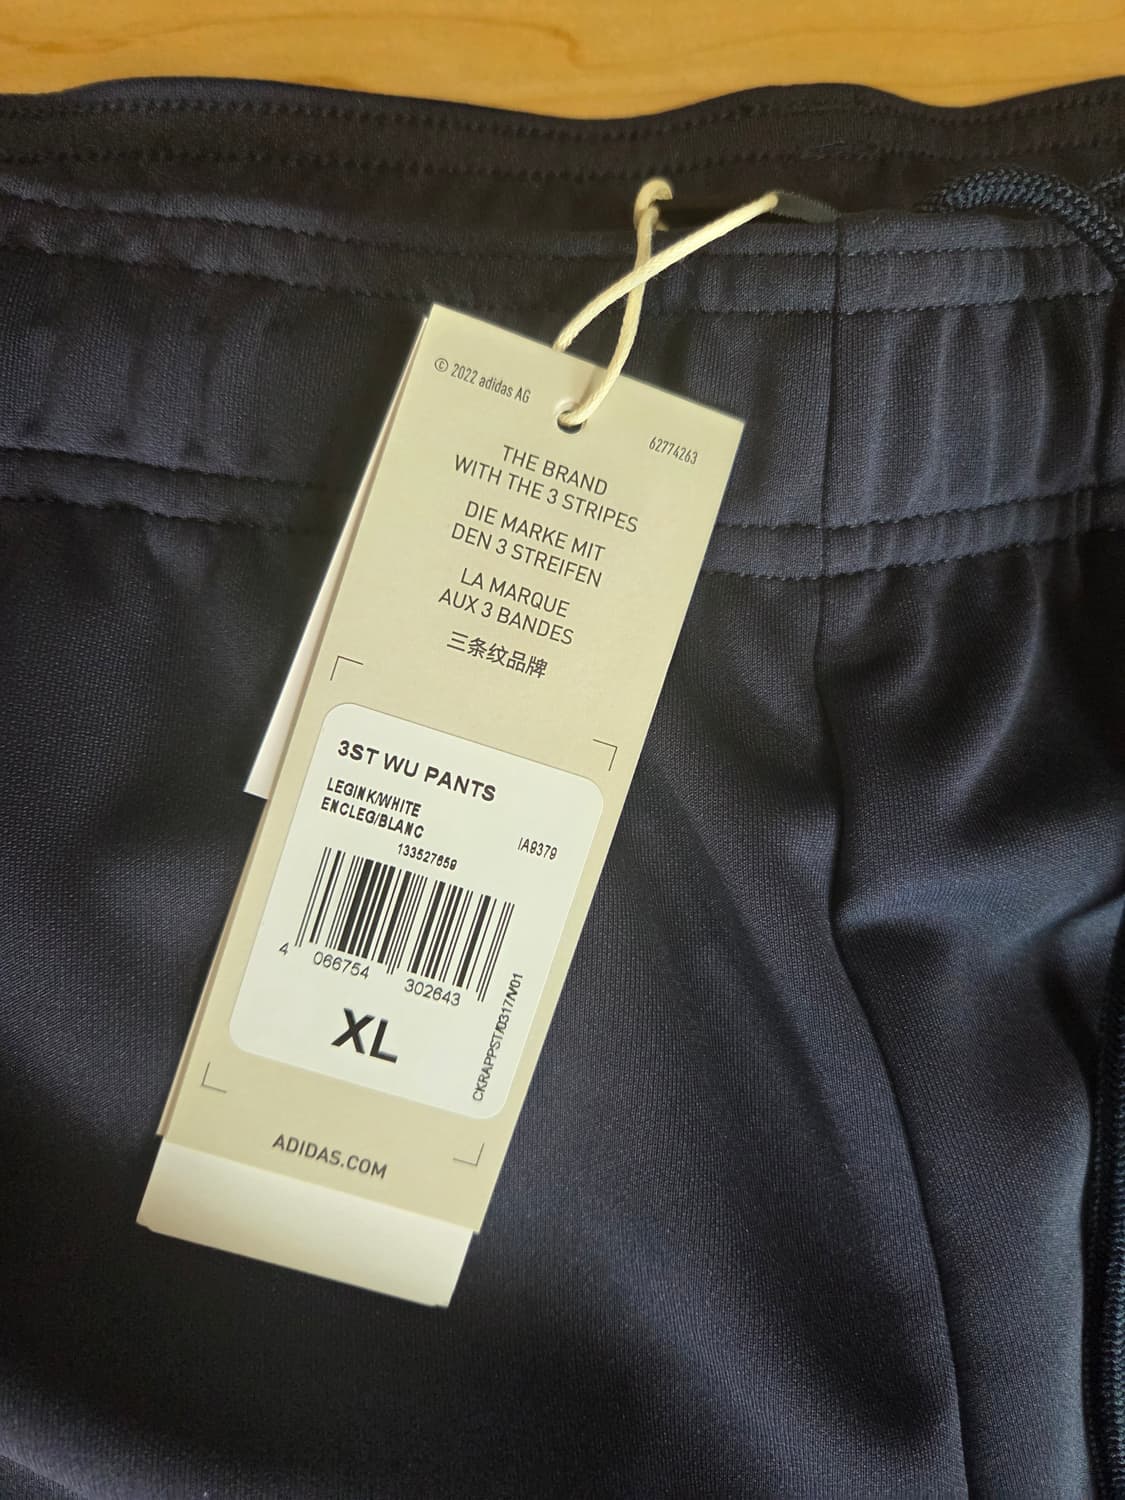 © 2022 adidas AG
62774263
THE BRAND
WITH THE 3 STRIPES
DIE MARKE MIT
DEN 3 STREIFEN
LA MARQUE
AUX 3 BANDES
三条纹品牌
3ST WU PANTS
LEGINK/WHITE
ENCLEG/BLANC
IA9379
133527659
4 066754 302643
XL
CKRAPPST/0317/V01
ADIDAS.COM